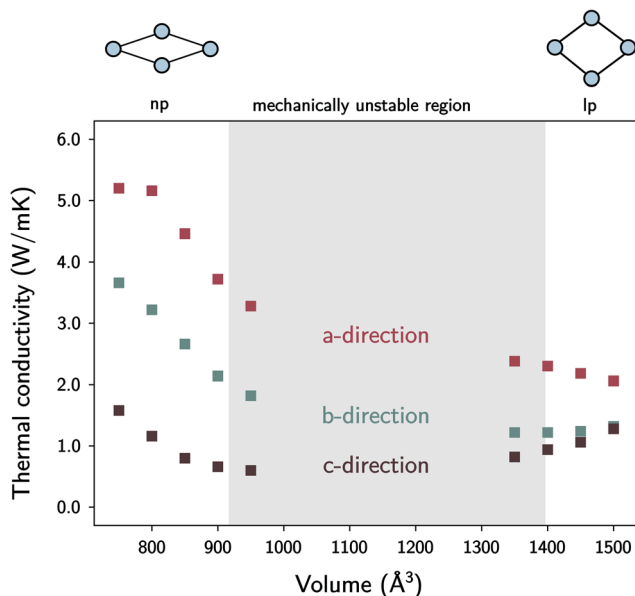 np
mechanically unstable region
lp
6.0
5.0
4.0
3.0
2.0
1.0
0.0
Thermal conductivity (W/mK)
a-direction
b-direction
c-direction
800
900
1000
1100
1200
1300
1400
1500
Volume (Å³)